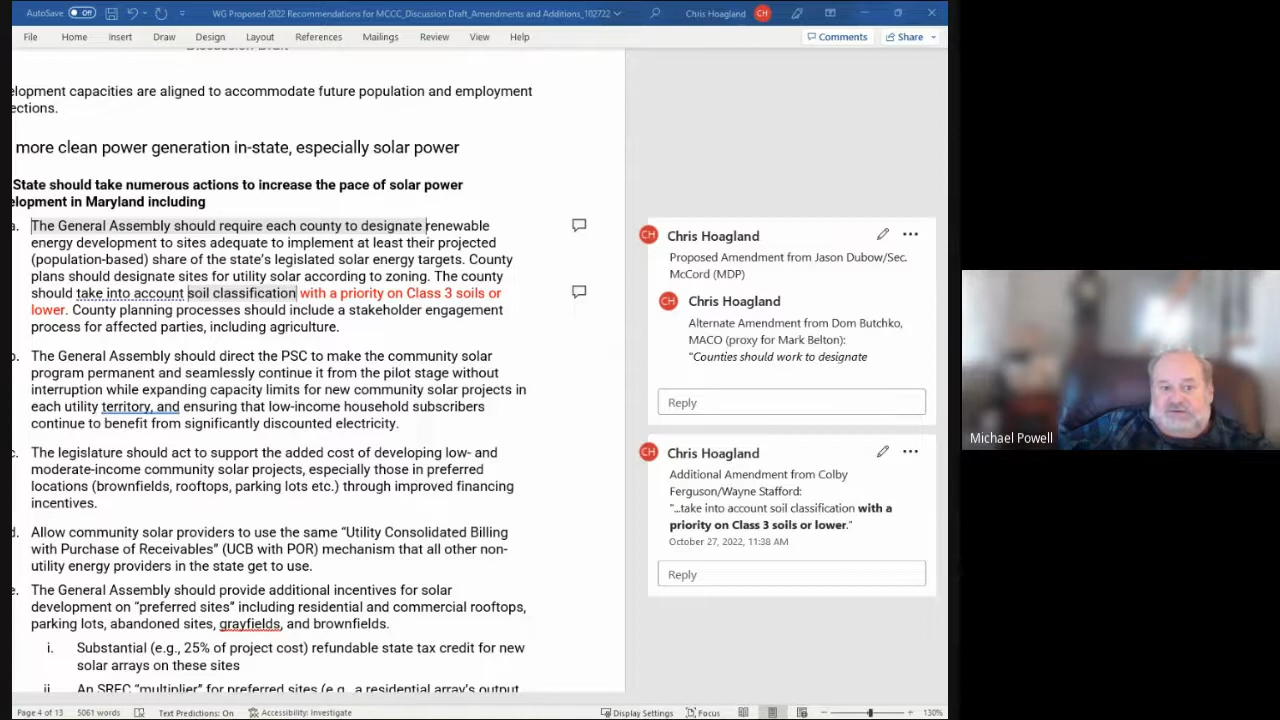 AutoSave Off WG Proposed 2022 Recommendations for MCCC_Discussion Draft_Amendments and Additions_102722 Chris Hoagland CH
File Home Insert Draw Design Layout References Mailings Review View Help Comments Share
Discussion Draft
elopment capacities are aligned to accommodate future population and employment
ections.
more clean power generation in-state, especially solar power
State should take numerous actions to increase the pace of solar power
elopment in Maryland including
a. The General Assembly should require each county to designate renewable
energy development to sites adequate to implement at least their projected
(population-based) share of the state's legislated solar energy targets. County
plans should designate sites for utility solar according to zoning. The county
should take into account soil classification with a priority on Class 3 soils or
lower. County planning processes should include a stakeholder engagement
process for affected parties, including agriculture.
The General Assembly should direct the PSC to make the community solar
program permanent and seamlessly continue it from the pilot stage without
interruption while expanding capacity limits for new community solar projects in
each utility territory, and ensuring that low-income household subscribers
continue to benefit from significantly discounted electricity.
The legislature should act to support the added cost of developing low- and
moderate-income community solar projects, especially those in preferred
locations (brownfields, rooftops, parking lots etc.) through improved financing
incentives.
Allow community solar providers to use the same “Utility Consolidated Billing
with Purchase of Receivables” (UCB with POR) mechanism that all other non-
utility energy providers in the state get to use.
The General Assembly should provide additional incentives for solar
development on “preferred sites” including residential and commercial rooftops,
parking lots, abandoned sites, grayfields, and brownfields.
i. Substantial (e.g., 25% of project cost) refundable state tax credit for new
solar arrays on these sites
ii. An SREC “multiplier” for preferred sites (e.g., a residential array's output
CH Chris Hoagland
Proposed Amendment from Jason Dubow/Sec.
McCord (MDP)
CH Chris Hoagland
Alternate Amendment from Dom Butchko,
MACO (proxy for Mark Belton):
“Counties should work to designate
Reply
CH Chris Hoagland
Additional Amendment from Colby
Ferguson/Wayne Stafford:
"...take into account soil classification with a
priority on Class 3 soils or lower."
October 27, 2022, 11:38 AM
Reply
Michael Powell
Page 4 of 13 5061 words Text Predictions: On Accessibility: Investigate Display Settings Focus 130%